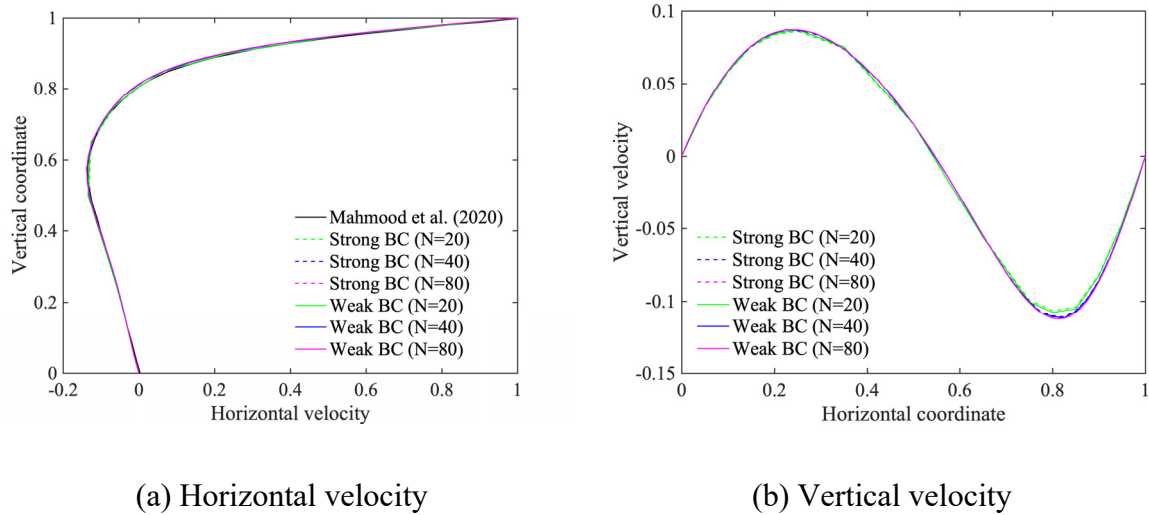 1
0.8
0.6
0.4
0.2
0
Vertical coordinate
Mahmood et al. (2020)
Strong BC (N=20)
Strong BC (N=40)
Strong BC (N=80)
Weak BC (N=20)
Weak BC (N=40)
Weak BC (N=80)
-0.2 0 0.2 0.4 0.6 0.8 1
Horizontal velocity
(a) Horizontal velocity
0.1
0.05
0
-0.05
-0.1
-0.15
Vertical velocity
Strong BC (N=20)
Strong BC (N=40)
Strong BC (N=80)
Weak BC (N=20)
Weak BC (N=40)
Weak BC (N=80)
0 0.2 0.4 0.6 0.8 1
Horizontal coordinate
(b) Vertical velocity